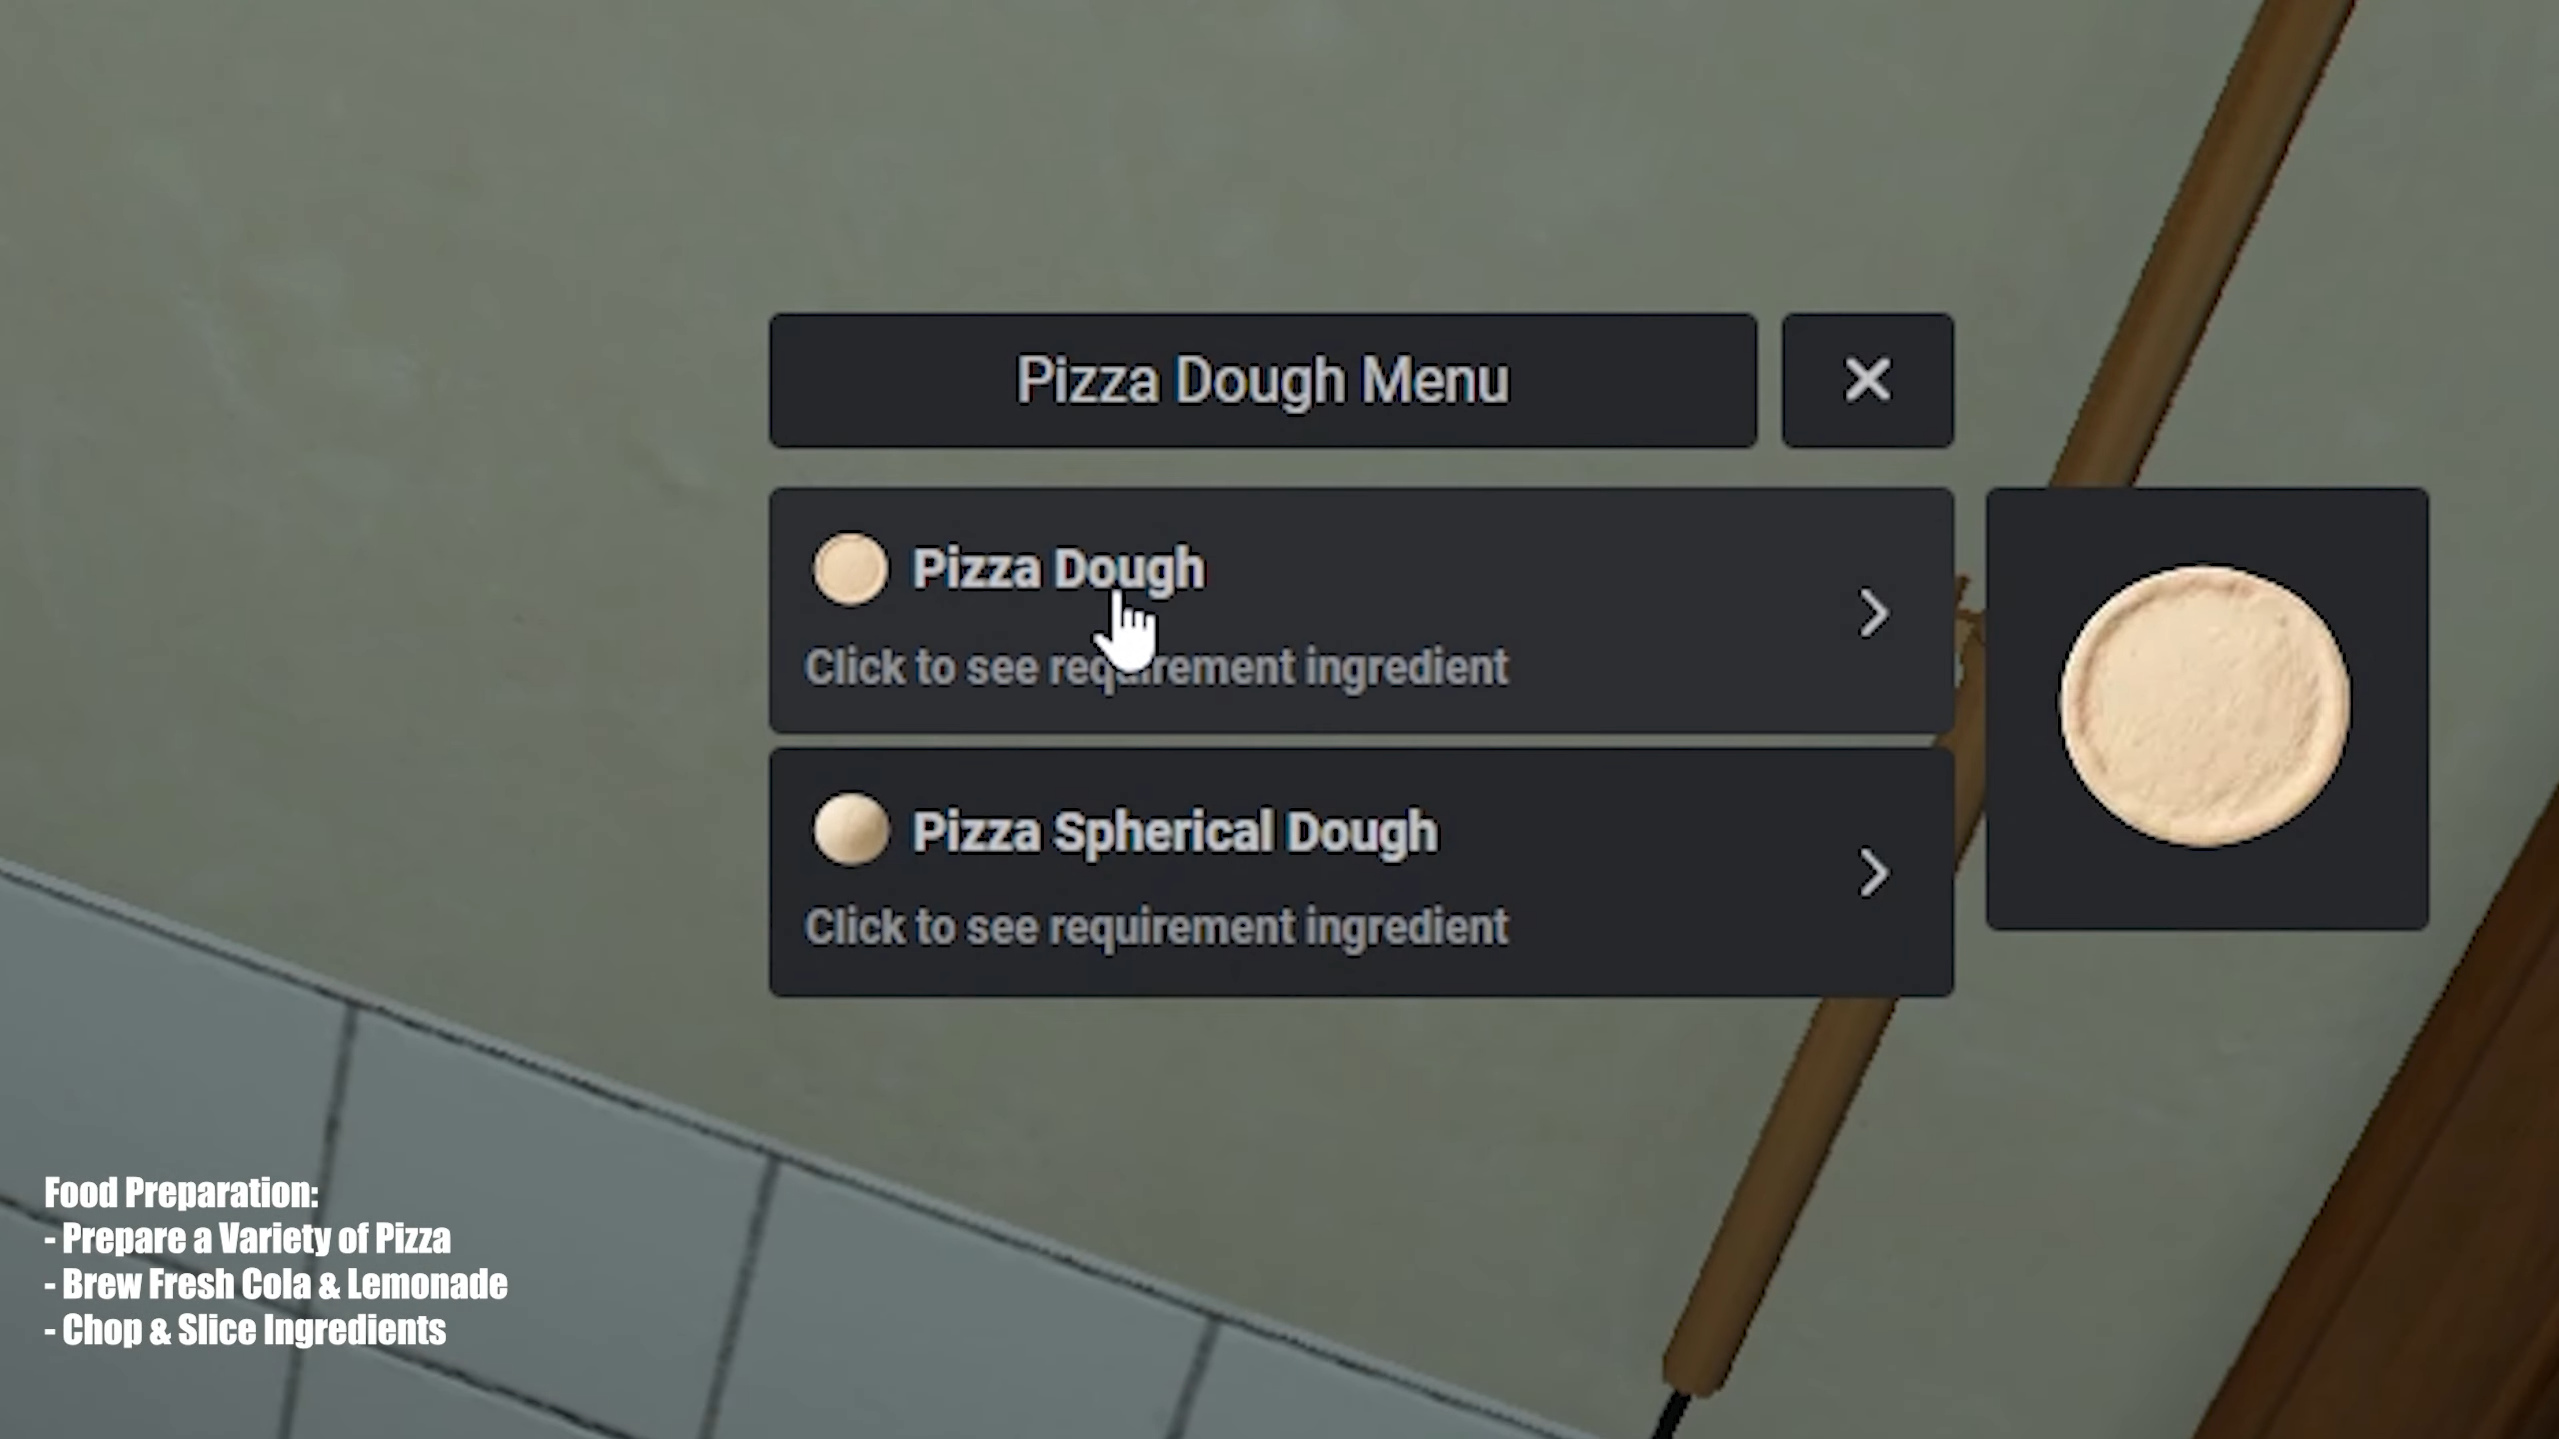 Pizza Dough Menu
Pizza Dough
Click to see requirement ingredient
Pizza Spherical Dough
Click to see requirement ingredient
Food Preparation:
- Prepare a Variety of Pizza
- Brew Fresh Cola & Lemonade
- Chop & Slice Ingredients